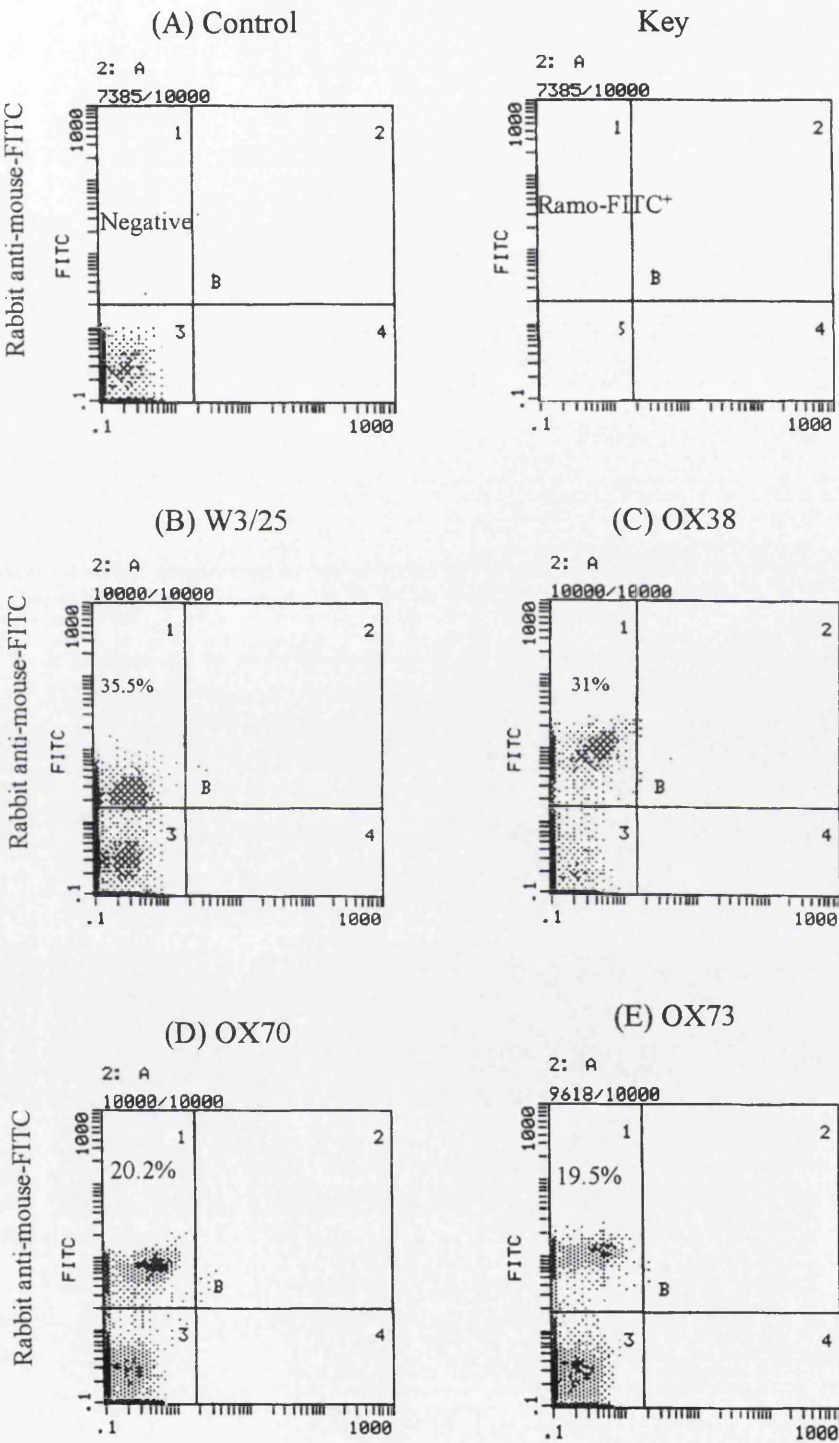 (A) Control
2: A
7385/10000
Rabbit anti-mouse-FITC
FITC
1000
.1
1
2
Negative
B
3
4
.1
1000
Key
2: A
7385/10000
FITC
1000
.1
1
2
Ramo-FITC⁺
B
4
.1
1000
(B) W3/25
2: A
10000/10000
Rabbit anti-mouse-FITC
FITC
1000
.1
1
2
35.5%
B
3
4
.1
1000
(C) OX38
2: A
10000/10000
FITC
1000
.1
1
2
31%
B
3
4
.1
1000
(D) OX70
2: A
10000/10000
Rabbit anti-mouse-FITC
FITC
1000
.1
1
2
20.2%
B
3
4
.1
1000
(E) OX73
2: A
9618/10000
FITC
1000
.1
1
2
19.5%
B
3
4
.1
1000